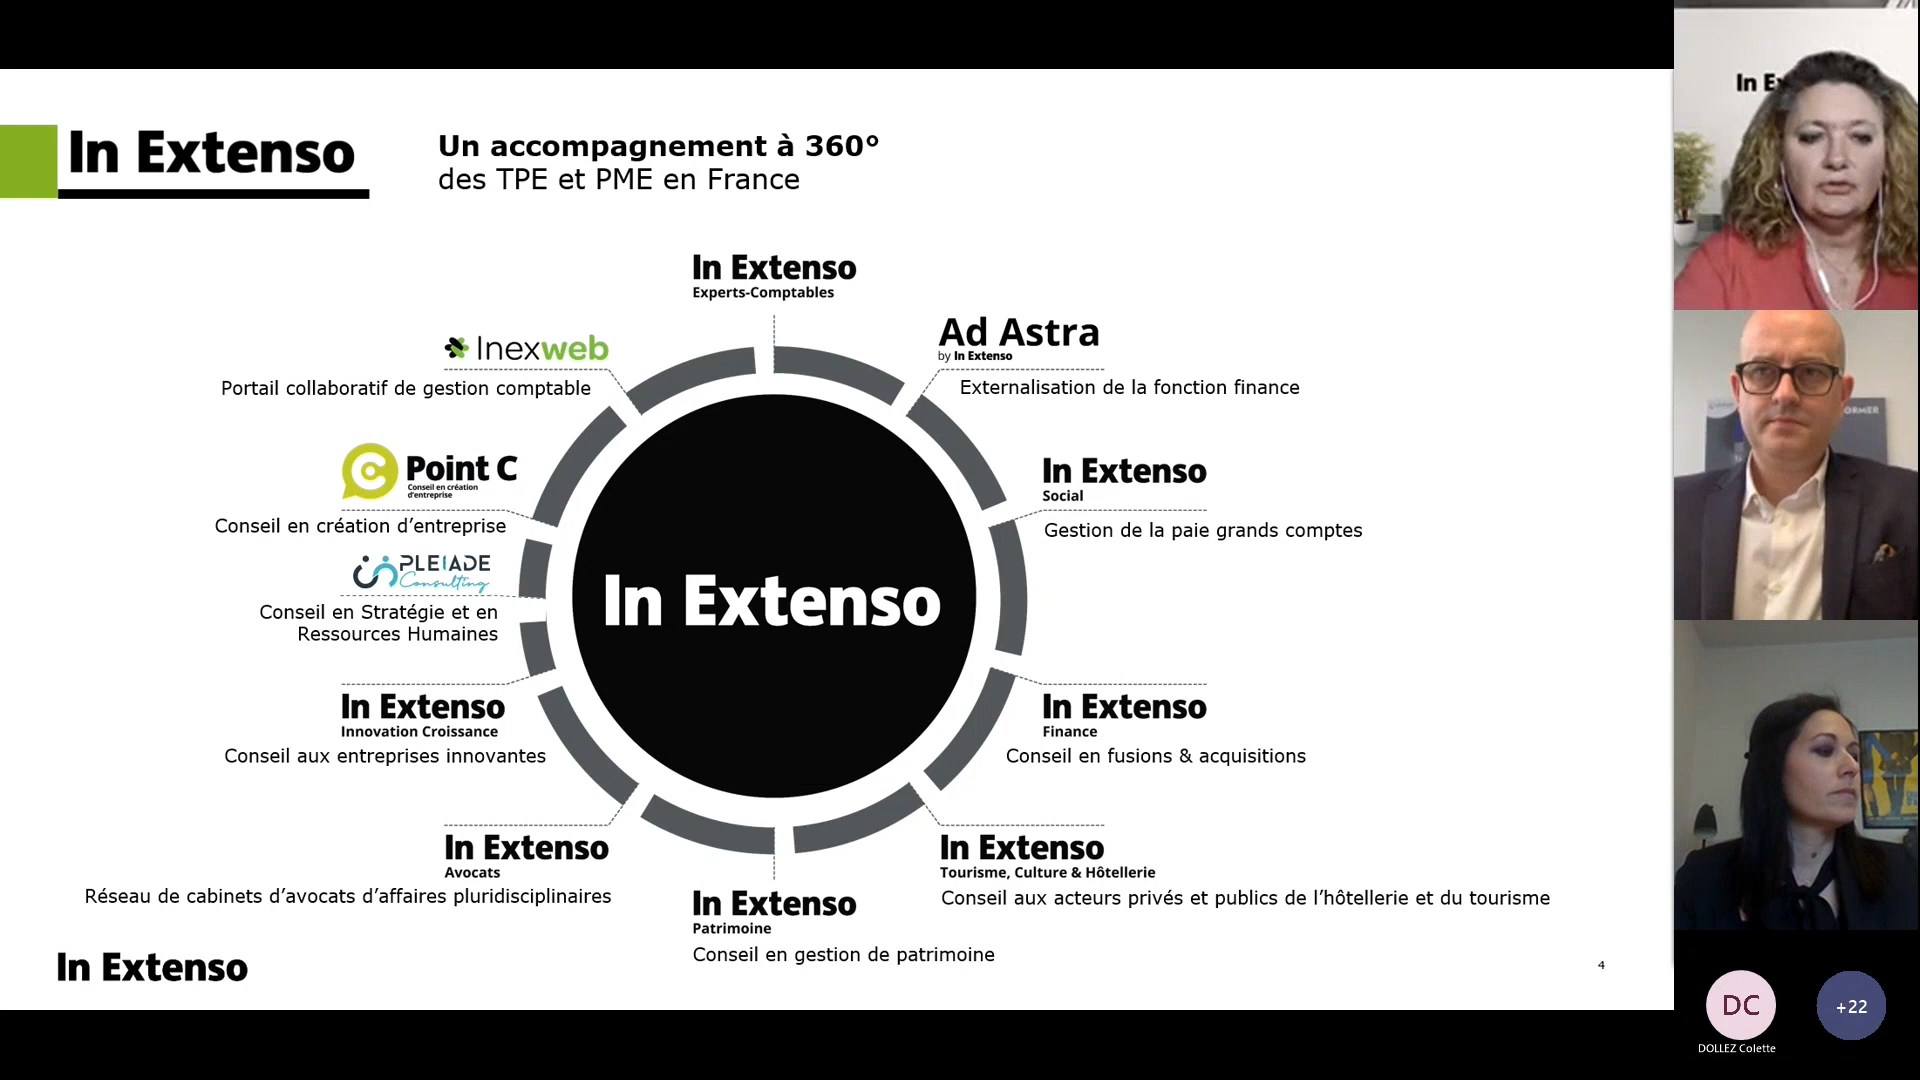 In Extenso
Un accompagnement à 360°
des TPE et PME en France
In Extenso
Experts-Comptables
Inexweb
Portail collaboratif de gestion comptable
Ad Astra
by In Extenso
Externalisation de la fonction finance
Point C
Conseil en création
d'entreprise
Conseil en création d’entreprise
In Extenso
Social
Gestion de la paie grands comptes
PLEIADE
Consulting
Conseil en Stratégie et en
Ressources Humaines
In Extenso
In Extenso
Innovation Croissance
Conseil aux entreprises innovantes
In Extenso
Finance
Conseil en fusions & acquisitions
In Extenso
Avocats
Réseau de cabinets d’avocats d’affaires pluridisciplinaires
In Extenso
Tourisme, Culture & Hôtellerie
Conseil aux acteurs privés et publics de l’hôtellerie et du tourisme
In Extenso
Patrimoine
Conseil en gestion de patrimoine
In Extenso
4
In Ex
ORMER
DC
DOLLEZ Colette
+22